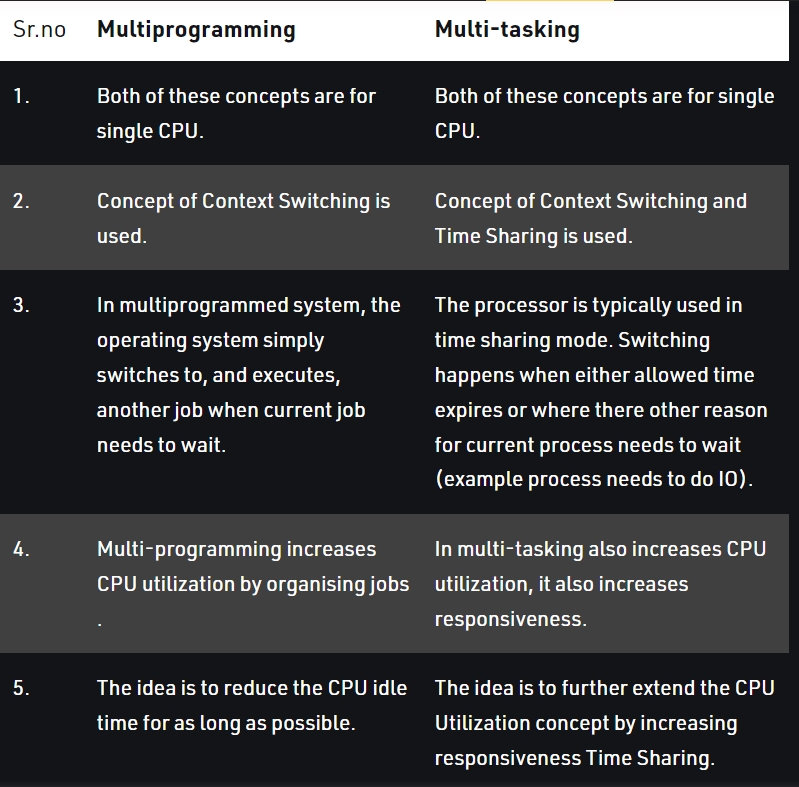 Sr.no Multiprogramming Multi-tasking
1. Both of these concepts are for Both of these concepts are for single
single CPU. CPU.
2. Concept of Context Switching is Concept of Context Switching and
used. Time Sharing is used.
3. In multiprogrammed system, the The processor is typically used in
operating system simply time sharing mode. Switching
switches to, and executes, happens when either allowed time
another job when current job expires or where there other reason
needs to wait. for current process needs to wait
(example process needs to do IO).
4. Multi-programming increases In multi-tasking also increases CPU
CPU utilization by organising jobs utilization, it also increases
. responsiveness.
5. The idea is to reduce the CPU idle The idea is to further extend the CPU
time for as long as possible. Utilization concept by increasing
responsiveness Time Sharing.